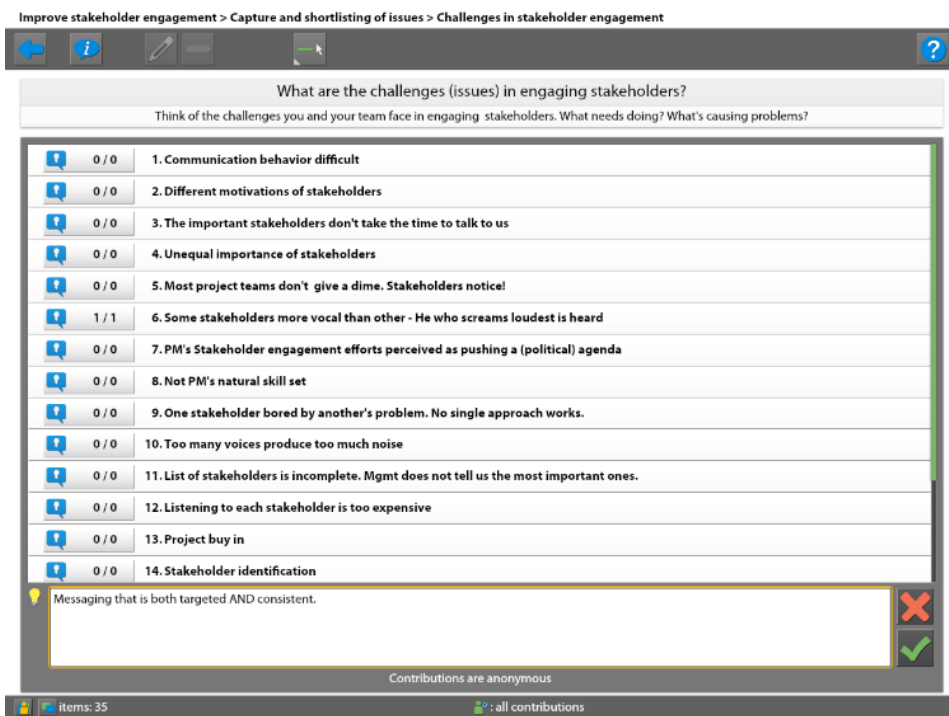 Improve stakeholder engagement > Capture and shortlisting of issues > Challenges in stakeholder engagement
What are the challenges (issues) in engaging stakeholders?
Think of the challenges you and your team face in engaging stakeholders. What needs doing? What's causing problems?
0 / 0 1. Communication behavior difficult
0 / 0 2. Different motivations of stakeholders
0 / 0 3. The important stakeholders don't take the time to talk to us
0 / 0 4. Unequal importance of stakeholders
0 / 0 5. Most project teams don't give a dime. Stakeholders notice!
1 / 1 6. Some stakeholders more vocal than other - He who screams loudest is heard
0 / 0 7. PM's Stakeholder engagement efforts perceived as pushing a (political) agenda
0 / 0 8. Not PM's natural skill set
0 / 0 9. One stakeholder bored by another's problem. No single approach works.
0 / 0 10. Too many voices produce too much noise
0 / 0 11. List of stakeholders is incomplete. Mgmt does not tell us the most important ones.
0 / 0 12. Listening to each stakeholder is too expensive
0 / 0 13. Project buy in
0 / 0 14. Stakeholder identification
Messaging that is both targeted AND consistent.
Contributions are anonymous
items: 35 : all contributions